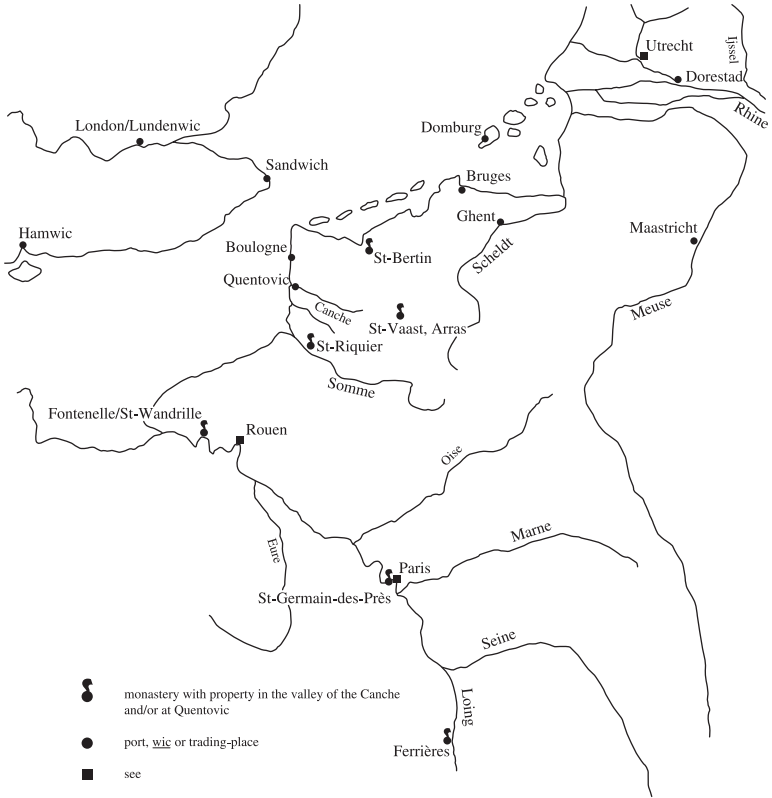 Utrecht
Ijssel
Dorestad
Rhine
London/Lundenwic
Domburg
Sandwich
Bruges
Ghent
Hamwic
Maastricht
Boulogne
St-Bertin
Scheldt
Quentovic
Canche
St-Vaast, Arras
Meuse
St-Riquier
Somme
Fontenelle/St-Wandrille
Rouen
Oise
Marne
Eure
Paris
St-Germain-des-Près
Seine
Loing
Ferrières
monastery with property in the valley of the Canche
and/or at Quentovic
port, wic or trading-place
see